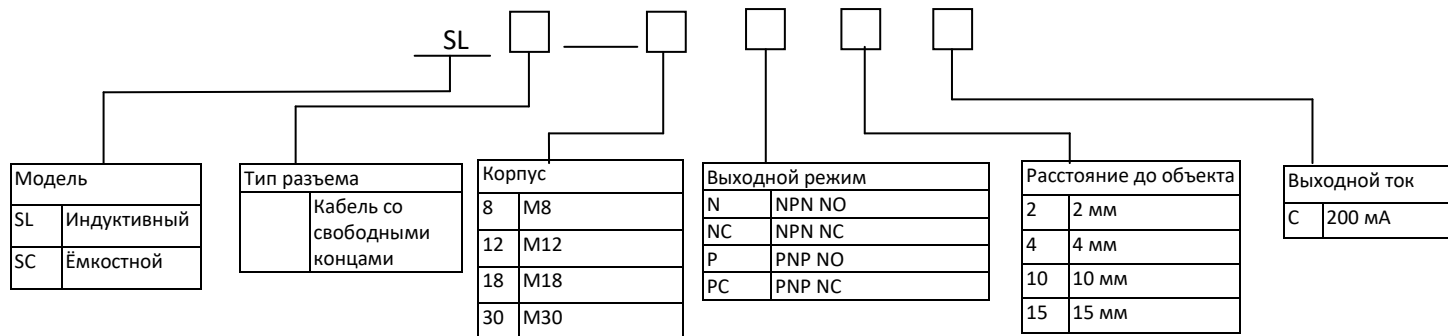 SL
Модель
SL Индуктивный
SC Ёмкостной
Тип разъема
Кабель со
свободными
концами
Корпус
8 M8
12 M12
18 M18
30 M30
Выходной режим
N NPN NO
NC NPN NC
P PNP NO
PC PNP NC
Расстояние до объекта
2 2 мм
4 4 мм
10 10 мм
15 15 мм
Выходной ток
C 200 мА